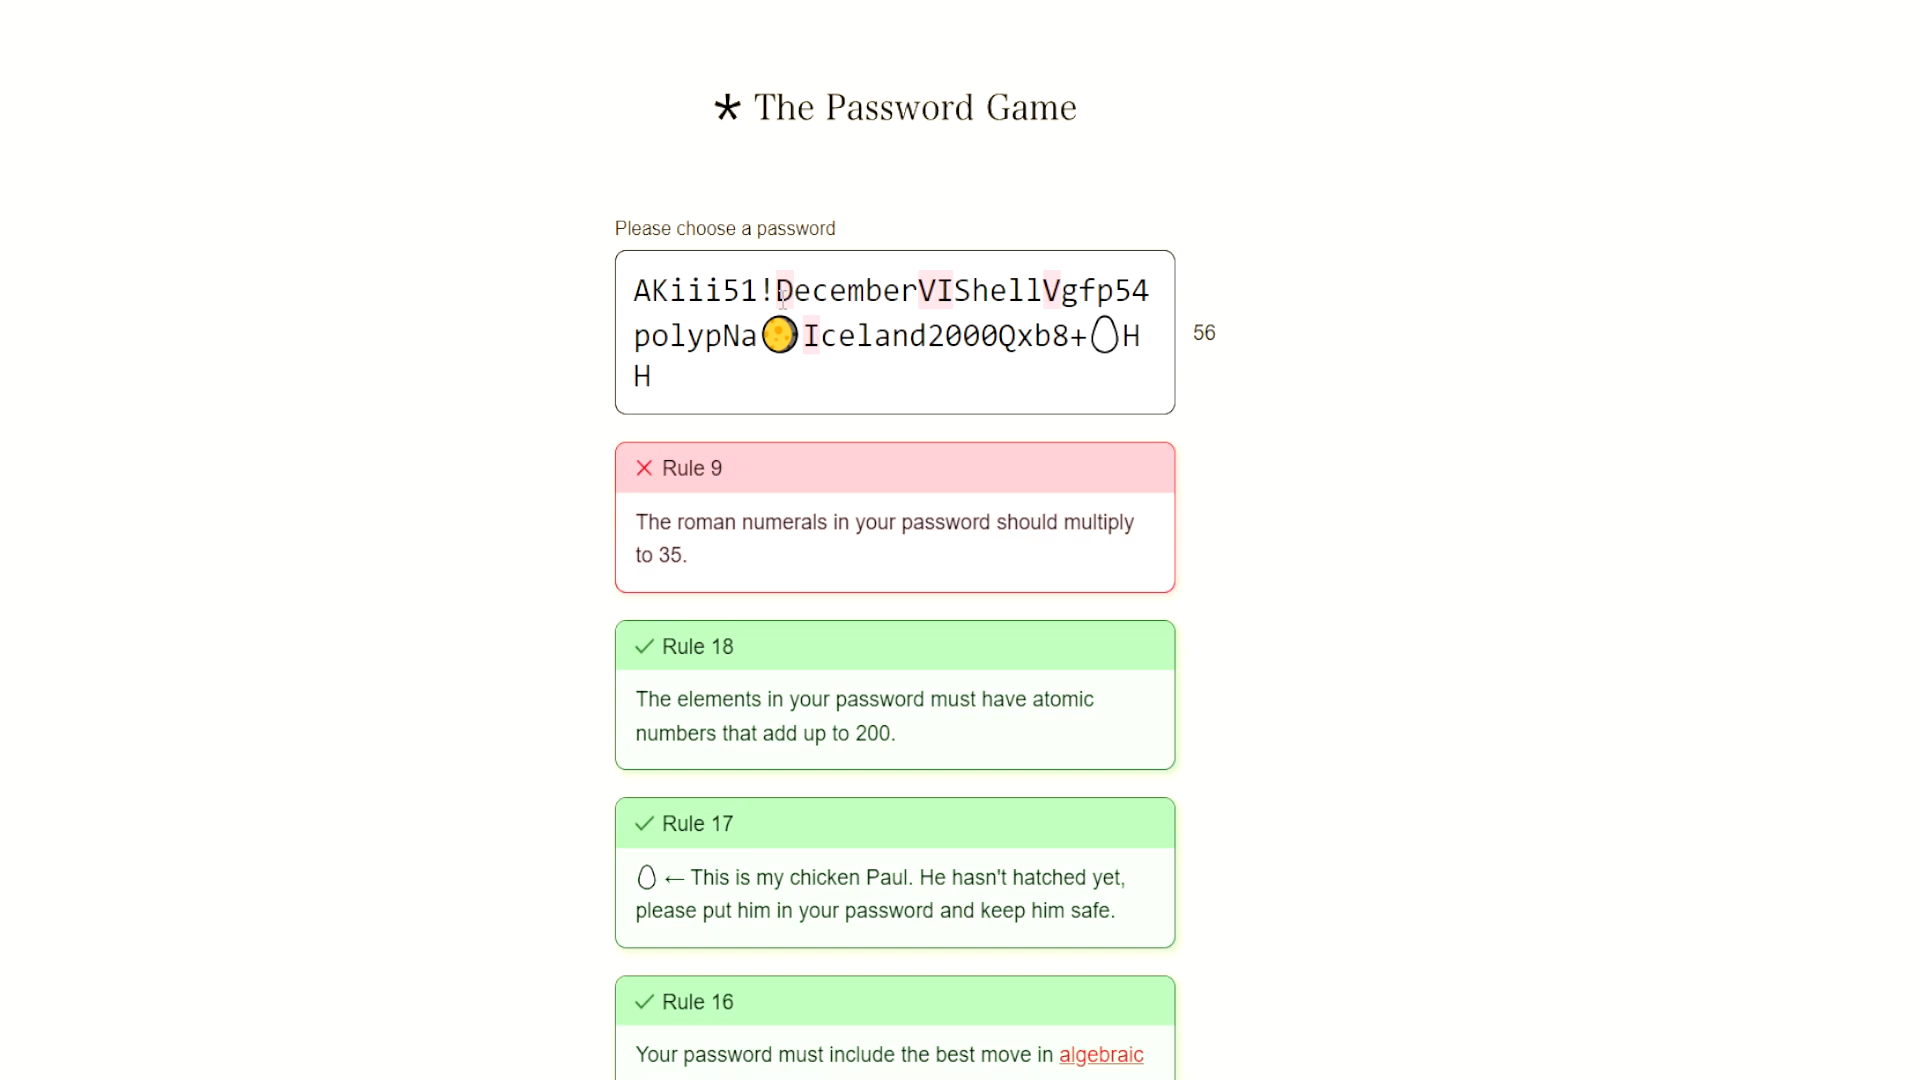 * The Password Game
Please choose a password
AKiii51!DecemberVIShellVgfp54
polypNa🌖Iceland2000Qxb8+🥚H
H
56
✕ Rule 9
The roman numerals in your password should multiply
to 35.
✓ Rule 18
The elements in your password must have atomic
numbers that add up to 200.
✓ Rule 17
🥚 ← This is my chicken Paul. He hasn't hatched yet,
please put him in your password and keep him safe.
✓ Rule 16
Your password must include the best move in algebraic